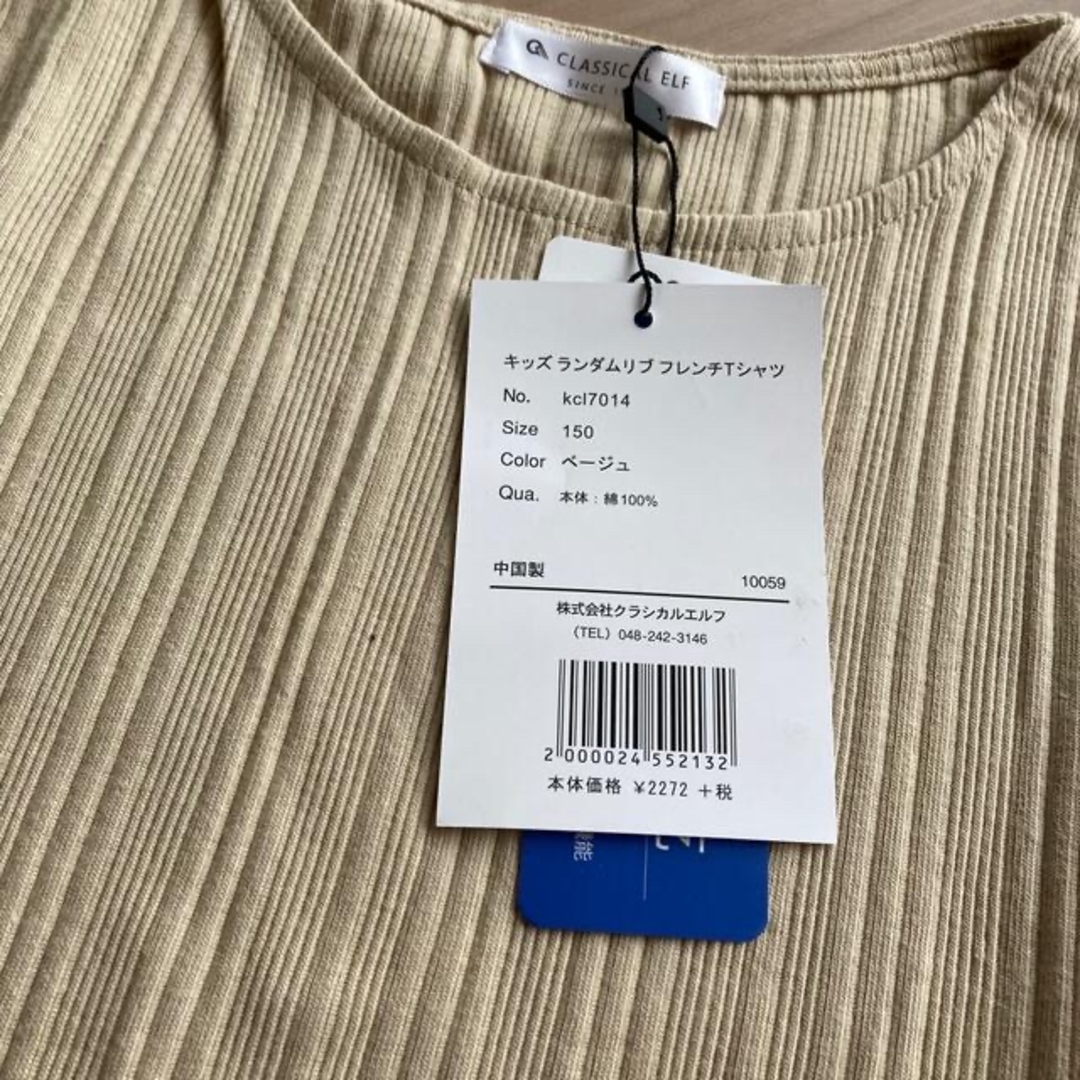 CLASSICAL ELF
SINCE
キッズ ランダムリブ フレンチTシャツ
No. kcl7014
Size 150
Color ベージュ
Qua. 本体：綿100%
中国製 10059
株式会社クラシカルエルフ
（TEL）048-242-3146
2 000024 552132
本体価格 ¥2272 +税